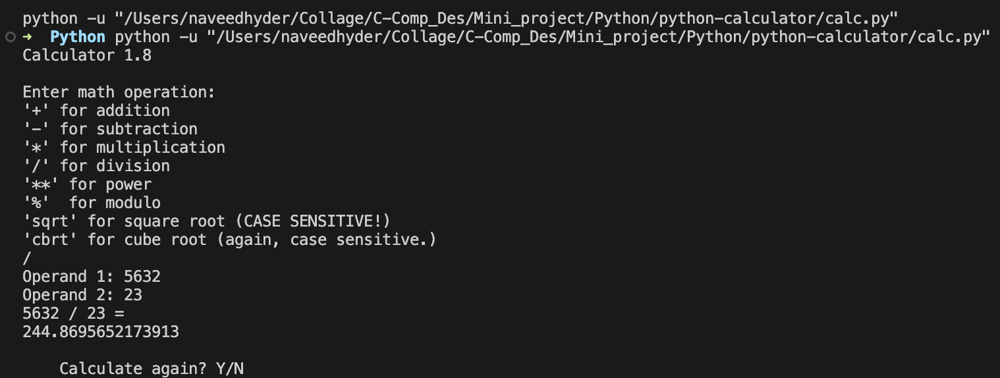 python -u "/Users/naveedhyder/Collage/C-Comp_Des/Mini_project/Python/python-calculator/calc.py"
➜  Python python -u "/Users/naveedhyder/Collage/C-Comp_Des/Mini_project/Python/python-calculator/calc.py"
Calculator 1.8
Enter math operation:
'+' for addition
'-' for subtraction
'*' for multiplication
'/' for division
'**' for power
'%'  for modulo
'sqrt' for square root (CASE SENSITIVE!)
'cbrt' for cube root (again, case sensitive.)
/
Operand 1: 5632
Operand 2: 23
5632 / 23 =
244.8695652173913
    Calculate again? Y/N